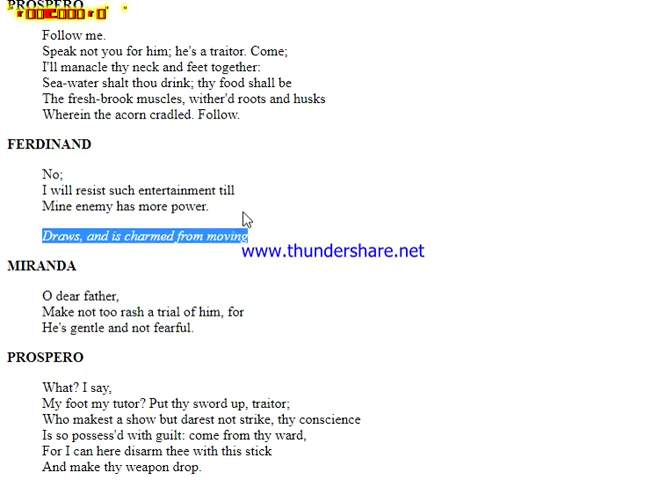 PROSPERO
Follow me.
Speak not you for him; he's a traitor. Come;
I'll manacle thy neck and feet together:
Sea-water shalt thou drink; thy food shall be
The fresh-brook muscles, wither'd roots and husks
Wherein the acorn cradled. Follow.
FERDINAND
No;
I will resist such entertainment till
Mine enemy has more power.
Draws, and is charmed from moving
www.thundershare.net
MIRANDA
O dear father,
Make not too rash a trial of him, for
He's gentle and not fearful.
PROSPERO
What? I say,
My foot my tutor? Put thy sword up, traitor;
Who makest a show but darest not strike, thy conscience
Is so possess'd with guilt: come from thy ward,
For I can here disarm thee with this stick
And make thy weapon drop.